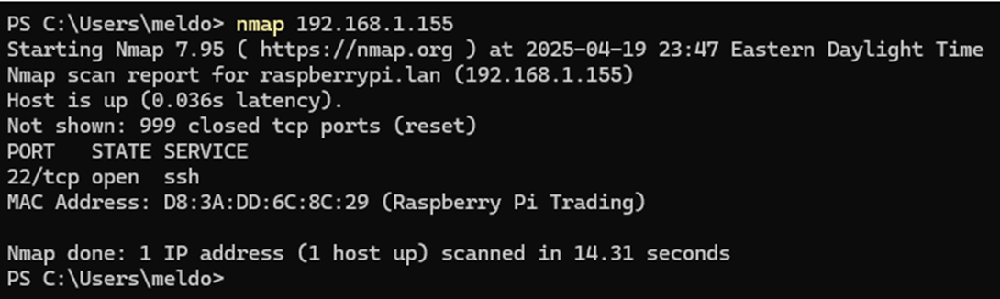 PS C:\Users\meldo> nmap 192.168.1.155
Starting Nmap 7.95 ( https://nmap.org ) at 2025-04-19 23:47 Eastern Daylight Time
Nmap scan report for raspberrypi.lan (192.168.1.155)
Host is up (0.036s latency).
Not shown: 999 closed tcp ports (reset)
PORT   STATE SERVICE
22/tcp open  ssh
MAC Address: D8:3A:DD:6C:8C:29 (Raspberry Pi Trading)

Nmap done: 1 IP address (1 host up) scanned in 14.31 seconds
PS C:\Users\meldo>